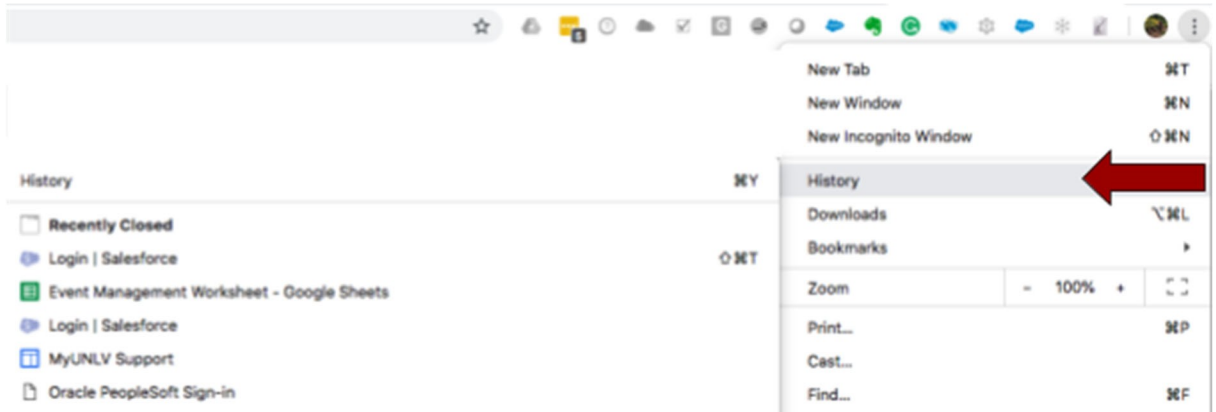 New Tab ⌘T
New Window ⌘N
New Incognito Window ⇧⌘N
History ⌘Y
History
Recently Closed
Downloads ⌥⌘L
Login | Salesforce ⇧⌘T
Bookmarks
Event Management Worksheet - Google Sheets
Zoom - 100% +
Login | Salesforce
Print... ⌘P
MyUNLV Support
Cast...
Oracle PeopleSoft Sign-in
Find... ⌘F